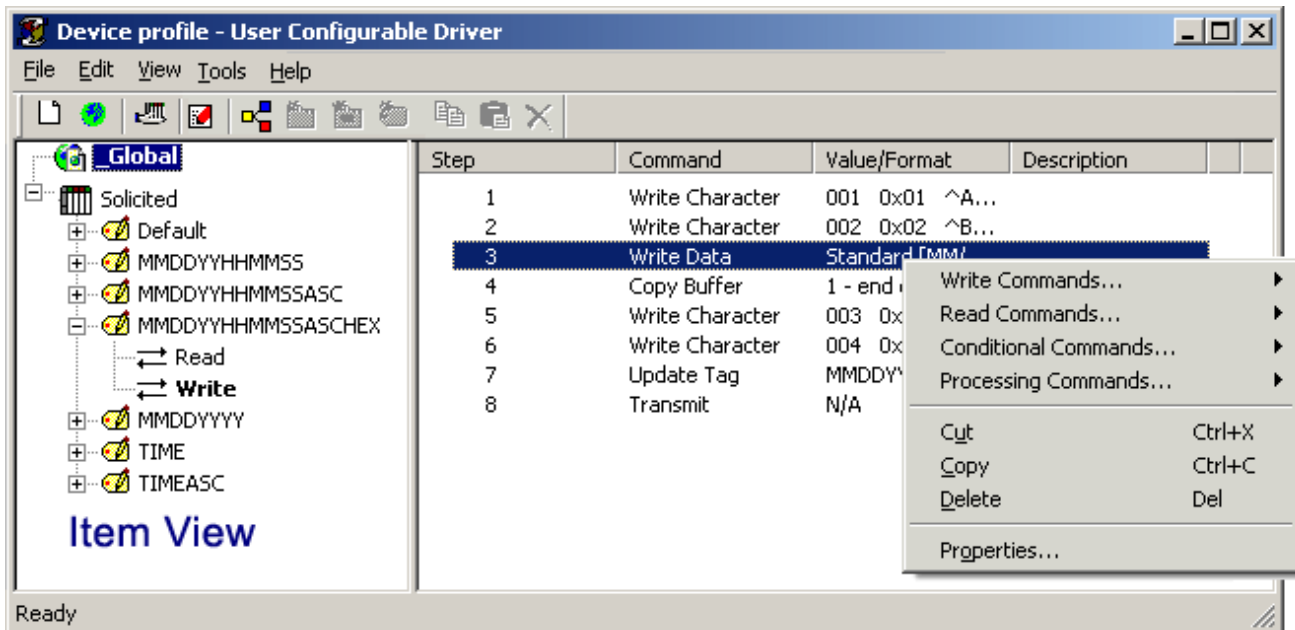 Device profile - User Configurable Driver
File Edit View Tools Help
_Global
Solicited
Default
MMDDYYHHMMSS
MMDDYYHHMMSSASC
MMDDYYHHMMSSASCHEX
Read
Write
MMDDYYYY
TIME
TIMEASC
Item View
Step Command Value/Format Description
1 Write Character 001 0x01 ^A...
2 Write Character 002 0x02 ^B...
3 Write Data Standard [MM/
4 Copy Buffer 1 - end
5 Write Character 003 0x
6 Write Character 004 0x
7 Update Tag MMDDY
8 Transmit N/A
Write Commands...
Read Commands...
Conditional Commands...
Processing Commands...
Cut Ctrl+X
Copy Ctrl+C
Delete Del
Properties...
Ready